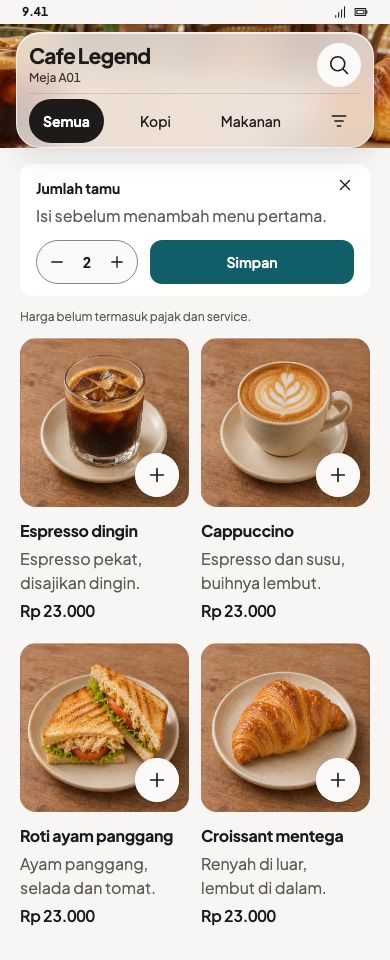 9.41
Cafe Legend
Meja A01
Semua
Kopi
Makanan
Jumlah tamu
Isi sebelum menambah menu pertama.
2
Simpan
Harga belum termasuk pajak dan service.
Espresso dingin
Espresso pekat,
disajikan dingin.
Rp 23.000
Cappuccino
Espresso dan susu,
buihnya lembut.
Rp 23.000
Roti ayam panggang
Ayam panggang,
selada dan tomat.
Rp 23.000
Croissant mentega
Renyah di luar,
lembut di dalam.
Rp 23.000